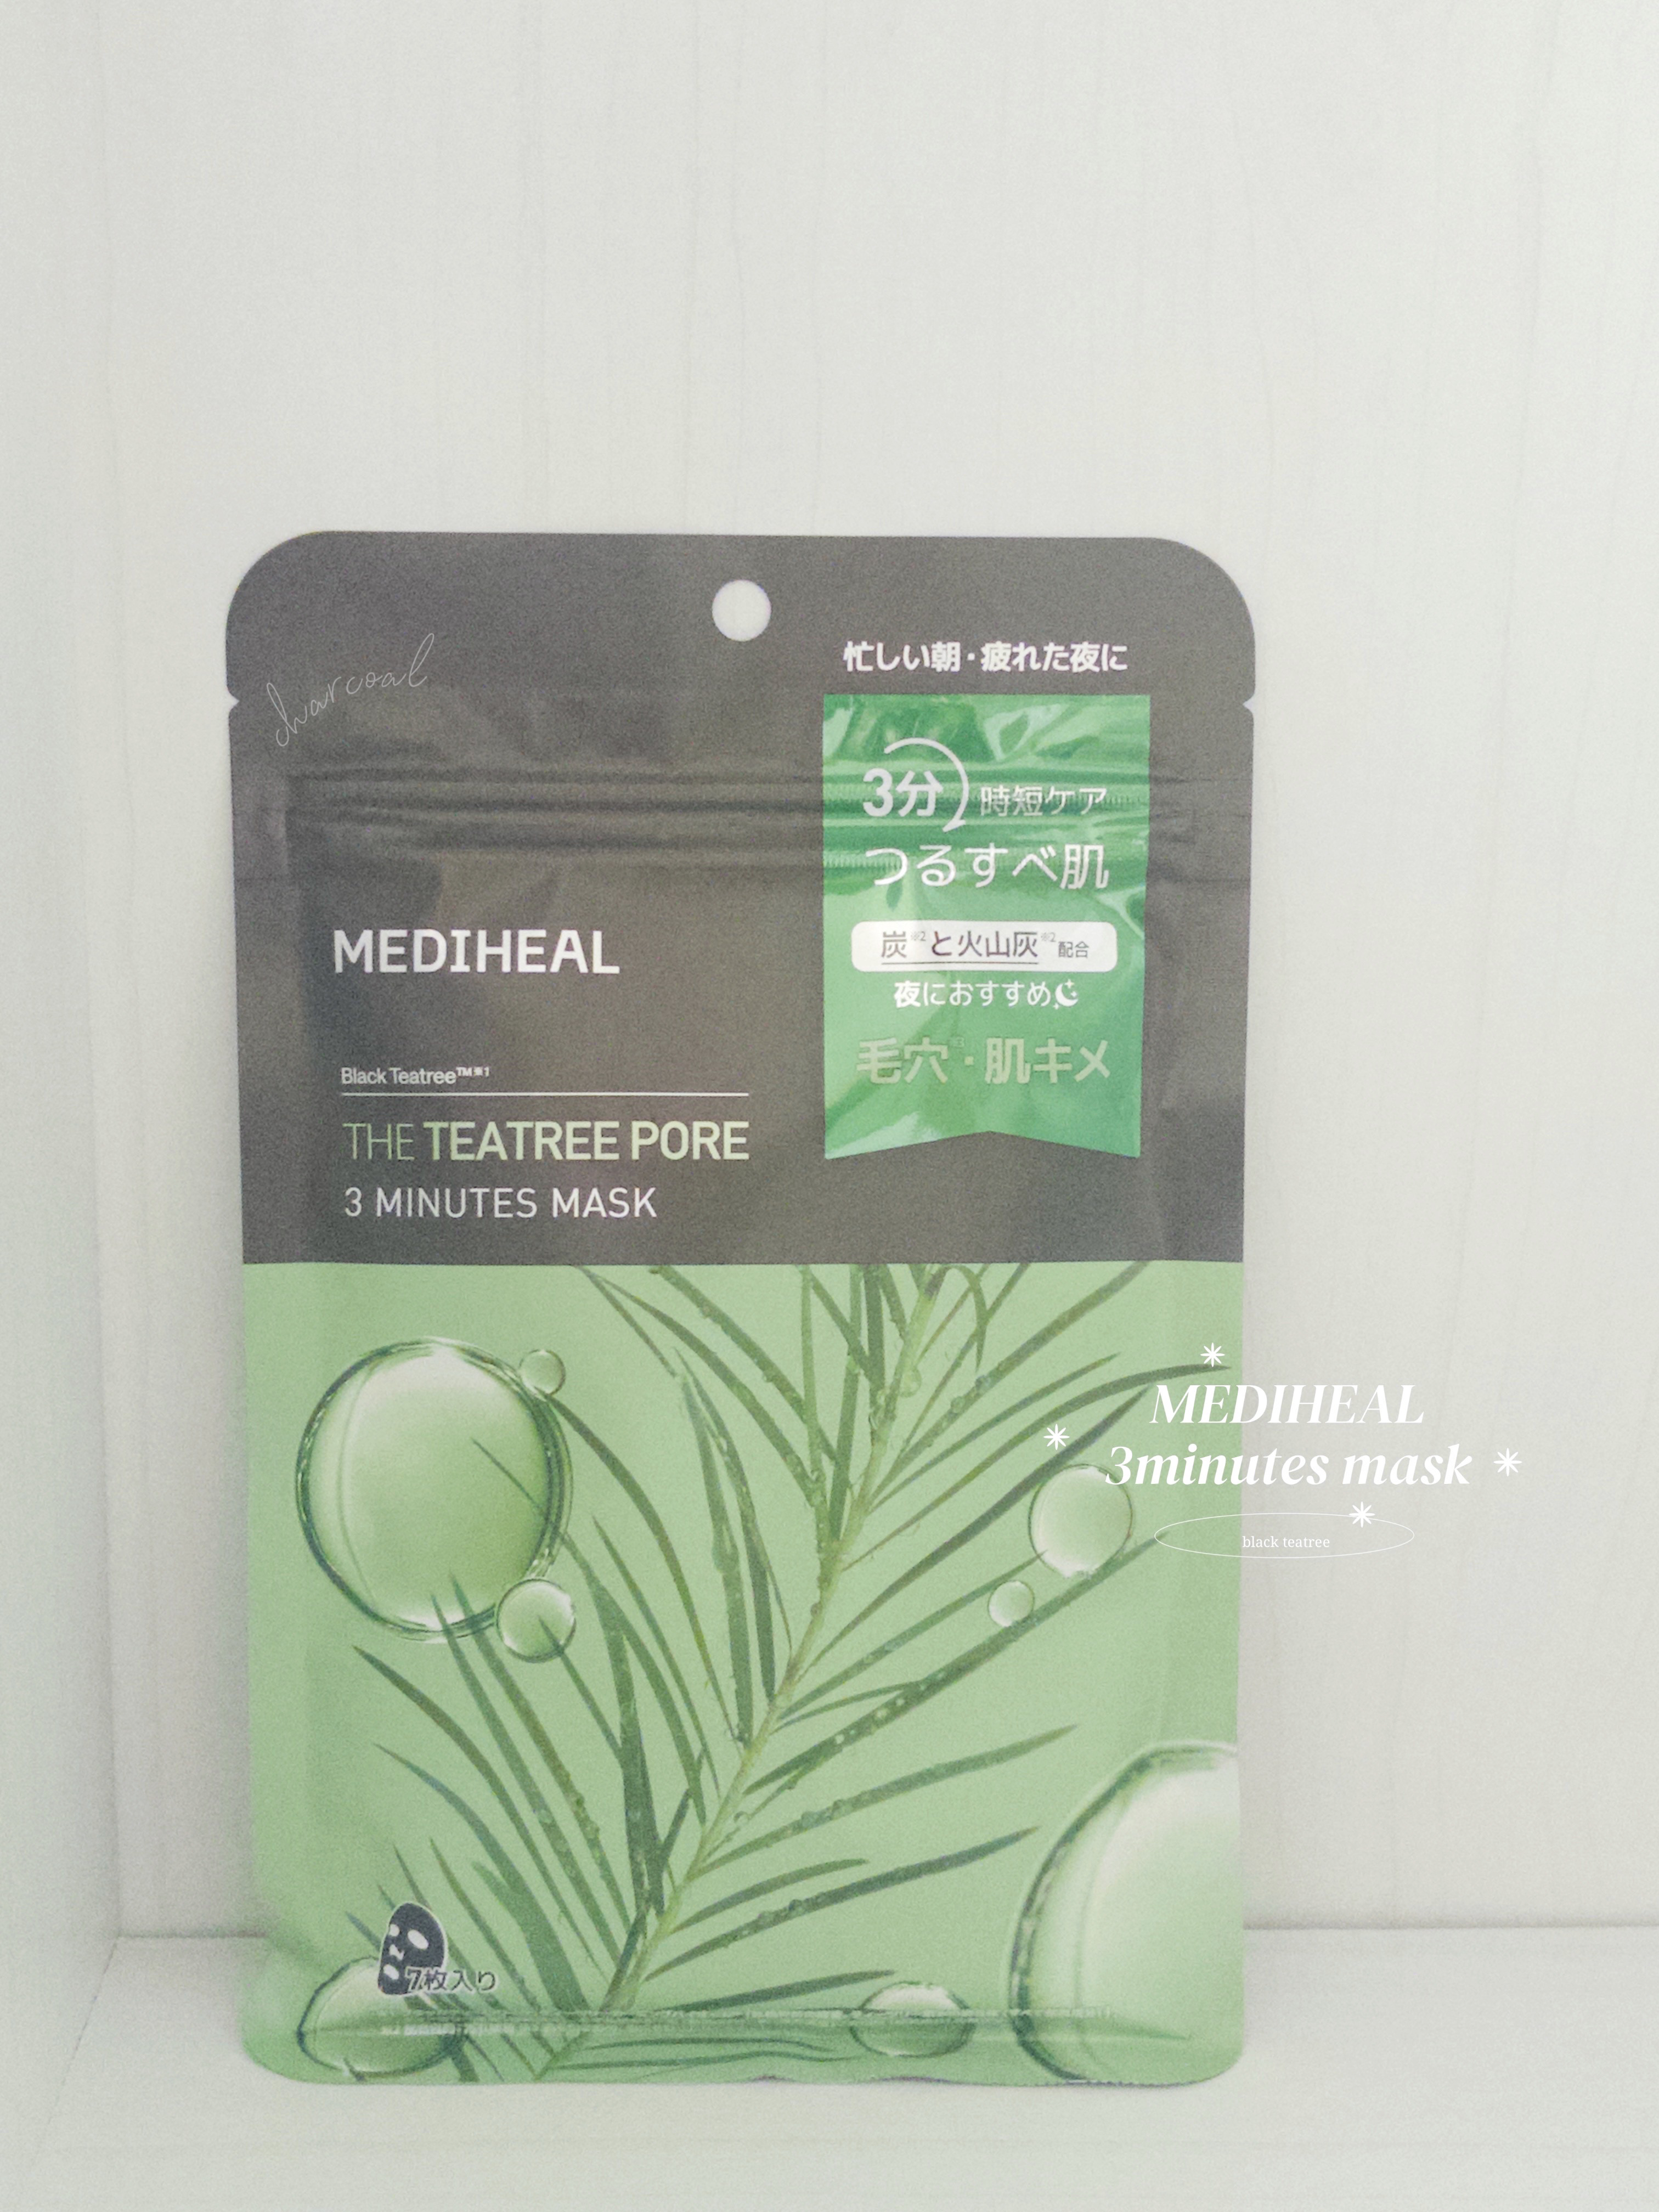 charcoal
忙しい朝・疲れた夜に
3分 時短ケア
つるすべ肌
炭※2と火山灰※2配合
夜におすすめ
毛穴※3・肌キメ
MEDIHEAL
Black Teatree™※1
THE TEATREE PORE
3 MINUTES MASK
MEDIHEAL
3minutes mask
black teatree
7枚入り